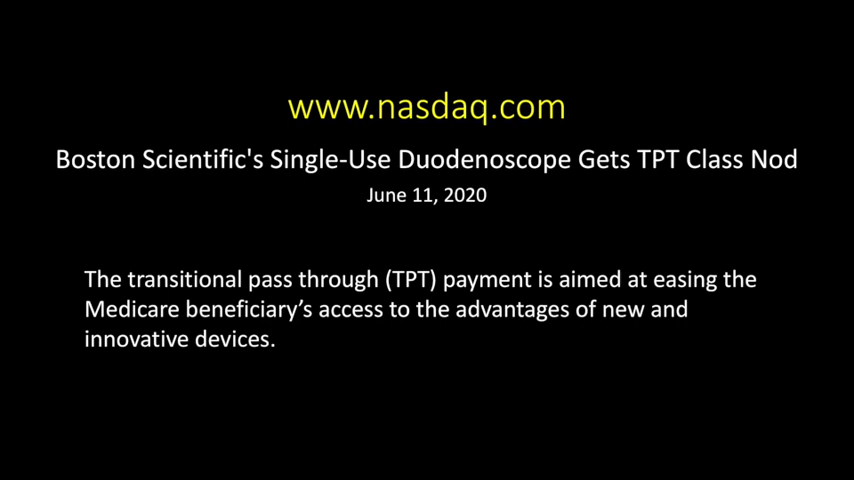 www.nasdaq.com
Boston Scientific's Single-Use Duodenoscope Gets TPT Class Nod
June 11, 2020
The transitional pass through (TPT) payment is aimed at easing the
Medicare beneficiary’s access to the advantages of new and
innovative devices.